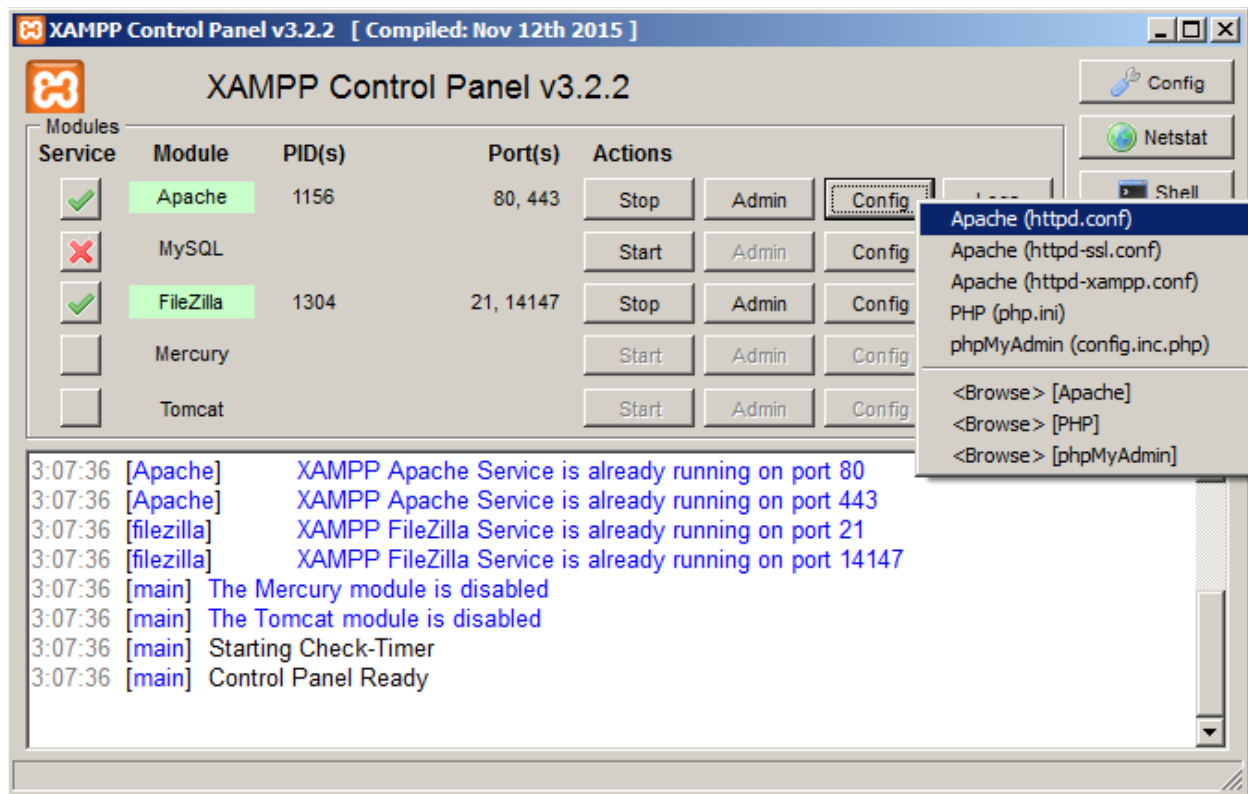 XAMPP Control Panel v3.2.2 [ Compiled: Nov 12th 2015 ]
XAMPP Control Panel v3.2.2
Config
Modules
Service Module PID(s) Port(s) Actions
Netstat
Apache 1156 80, 443 Stop Admin Config
Shell
MySQL Start Admin Config
FileZilla 1304 21, 14147 Stop Admin Config
Mercury Start Admin Config
Tomcat Start Admin Config
Apache (httpd.conf)
Apache (httpd-ssl.conf)
Apache (httpd-xampp.conf)
PHP (php.ini)
phpMyAdmin (config.inc.php)
<Browse> [Apache]
<Browse> [PHP]
<Browse> [phpMyAdmin]
3:07:36 [Apache] XAMPP Apache Service is already running on port 80
3:07:36 [Apache] XAMPP Apache Service is already running on port 443
3:07:36 [filezilla] XAMPP FileZilla Service is already running on port 21
3:07:36 [filezilla] XAMPP FileZilla Service is already running on port 14147
3:07:36 [main] The Mercury module is disabled
3:07:36 [main] The Tomcat module is disabled
3:07:36 [main] Starting Check-Timer
3:07:36 [main] Control Panel Ready